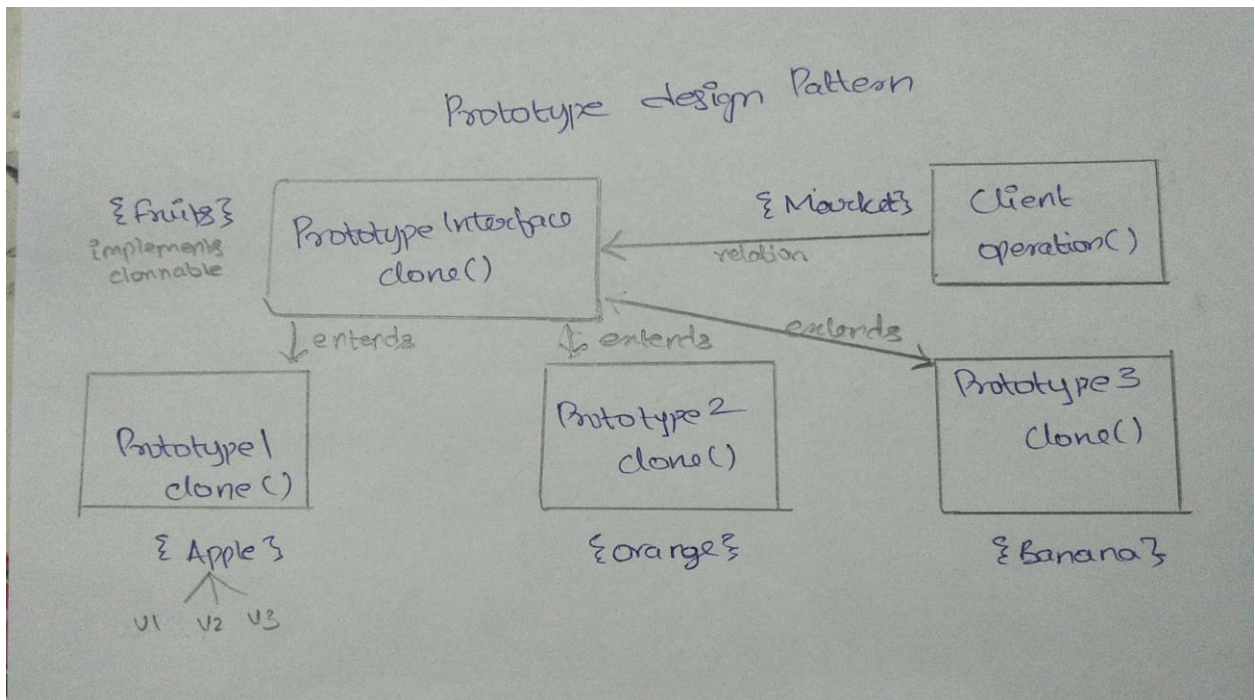 Prototype design Pattern
{fruits}
implements
clonnable
Prototype Interface
clone()
{Market}
relation
Client
operation()
entends
extends
extends
Prototype1
clone()
Prototype2
clone()
Prototype3
clone()
{Apple}
{orange}
{Banana}
V1 V2 V3